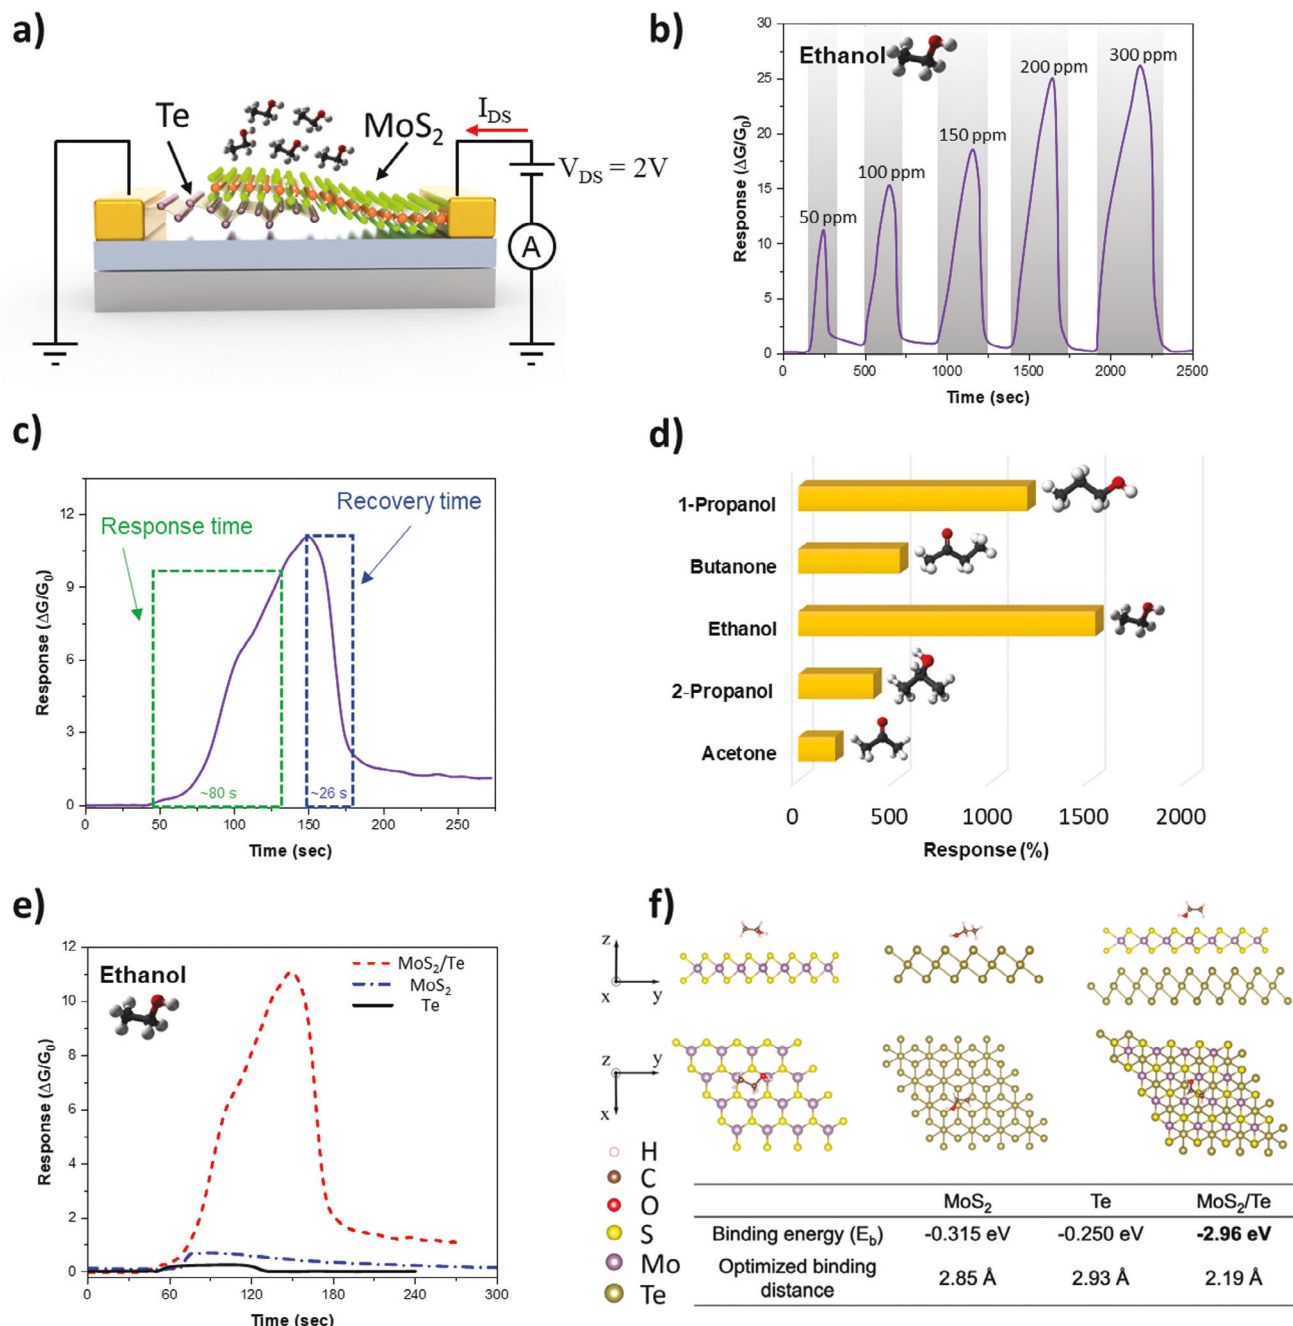 a)
Te
MoS2
IDS
VDS = 2V
A
b)
Ethanol
50 ppm
100 ppm
150 ppm
200 ppm
300 ppm
Response (ΔG/G0)
30
25
20
15
10
5
0
0 500 1000 1500 2000 2500
Time (sec)
c)
Response time
Recovery time
~80 s
~26 s
Response (ΔG/G0)
12
9
6
3
0
0 50 100 150 200 250
Time (sec)
d)
1-Propanol
Butanone
Ethanol
2-Propanol
Acetone
0 500 1000 1500 2000
Response (%)
e)
Ethanol
MoS2/Te
MoS2
Te
Response (ΔG/G0)
12
10
8
6
4
2
0
0 60 120 180 240 300
Time (sec)
f)
z
x y
z y
x
H
C
O
S
Mo
Te
MoS2 Te MoS2/Te
Binding energy (Eb) -0.315 eV -0.250 eV -2.96 eV
Optimized binding
distance 2.85 Å 2.93 Å 2.19 Å